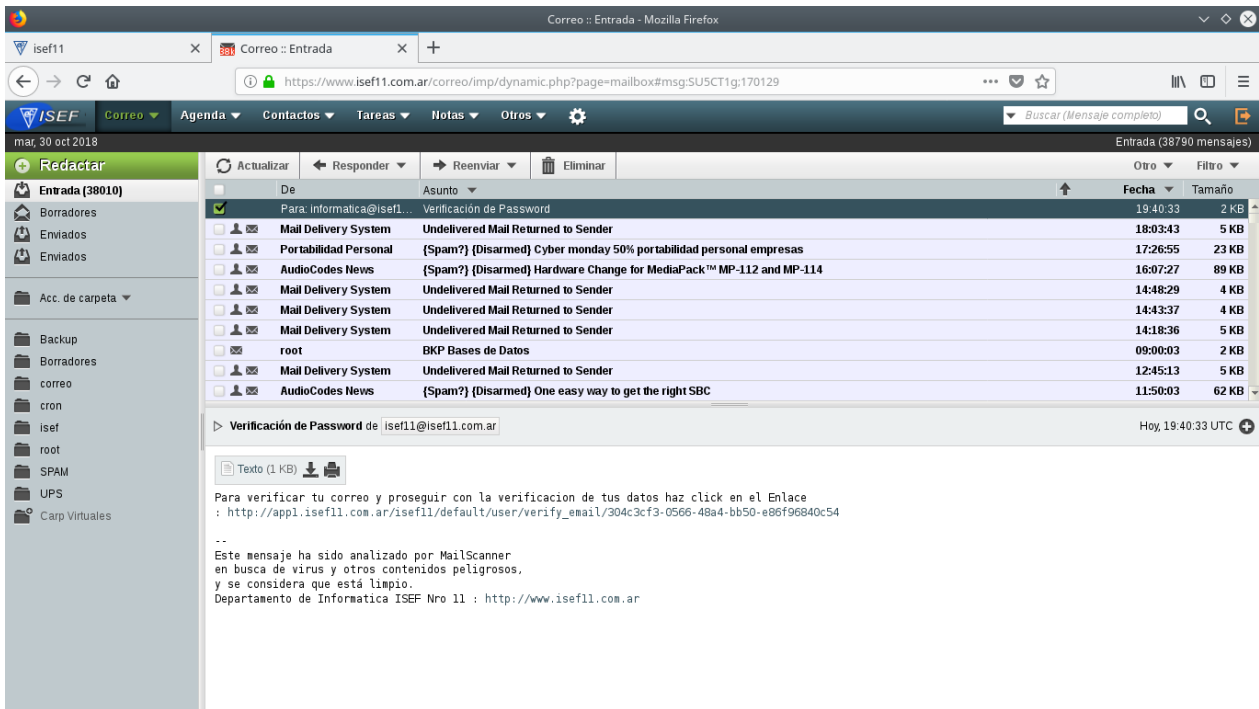 Correo :: Entrada - Mozilla Firefox
isef11
Correo :: Entrada
https://www.isef11.com.ar/correo/imp/dynamic.php?page=mailbox#msg:SU5CT1g;170129
ISEF Correo Agenda Contactos Tareas Notas Otros Buscar (Mensaje completo)
mar, 30 oct 2018 Entrada (38790 mensajes)
Redactar Actualizar Responder Reenviar Eliminar Otro Filtro
De Asunto Fecha Tamaño
Para: informatica@isef1... Verificación de Password 19:40:33 2 KB
Mail Delivery System Undelivered Mail Returned to Sender 18:03:43 5 KB
Portabilidad Personal {Spam?} {Disarmed} Cyber monday 50% portabilidad personal empresas 17:26:55 23 KB
AudioCodes News {Spam?} {Disarmed} Hardware Change for MediaPack™ MP-112 and MP-114 16:07:27 89 KB
Mail Delivery System Undelivered Mail Returned to Sender 14:48:29 4 KB
Mail Delivery System Undelivered Mail Returned to Sender 14:43:37 4 KB
Mail Delivery System Undelivered Mail Returned to Sender 14:18:36 5 KB
root BKP Bases de Datos 09:00:03 2 KB
Mail Delivery System Undelivered Mail Returned to Sender 12:45:13 5 KB
AudioCodes News {Spam?} {Disarmed} One easy way to get the right SBC 11:50:03 62 KB
Entrada (38010)
Borradores
Enviados
Enviados
Acc. de carpeta
Backup
Borradores
correo
cron
isef
root
SPAM
UPS
Carp Virtuales
Verificación de Password de isef11@isef11.com.ar Hoy, 19:40:33 UTC
Texto (1 KB)
Para verificar tu correo y proseguir con la verificacion de tus datos haz click en el Enlace
: http://app1.isef11.com.ar/isef11/default/user/verify_email/304c3cf3-0566-48a4-bb50-e86f96840c54
--
Este mensaje ha sido analizado por MailScanner
en busca de virus y otros contenidos peligrosos,
y se considera que está limpio.
Departamento de Informatica ISEF Nro 11 : http://www.isef11.com.ar